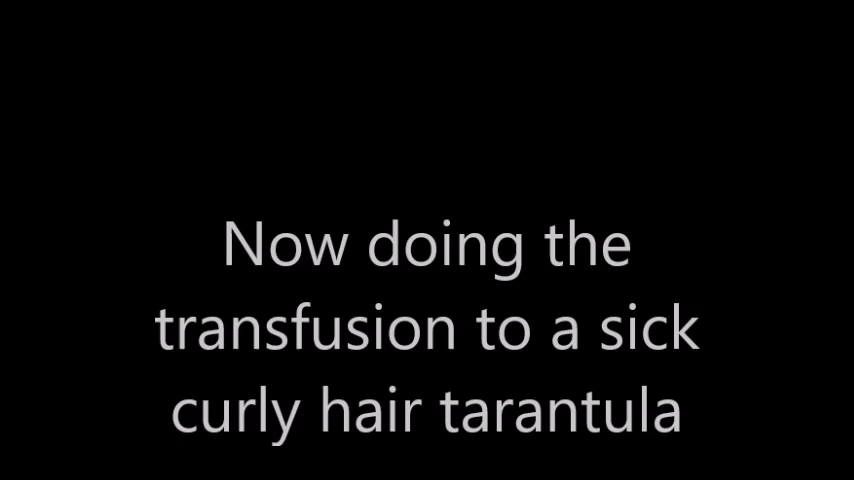 Now doing the
transfusion to a sick
curly hair tarantula